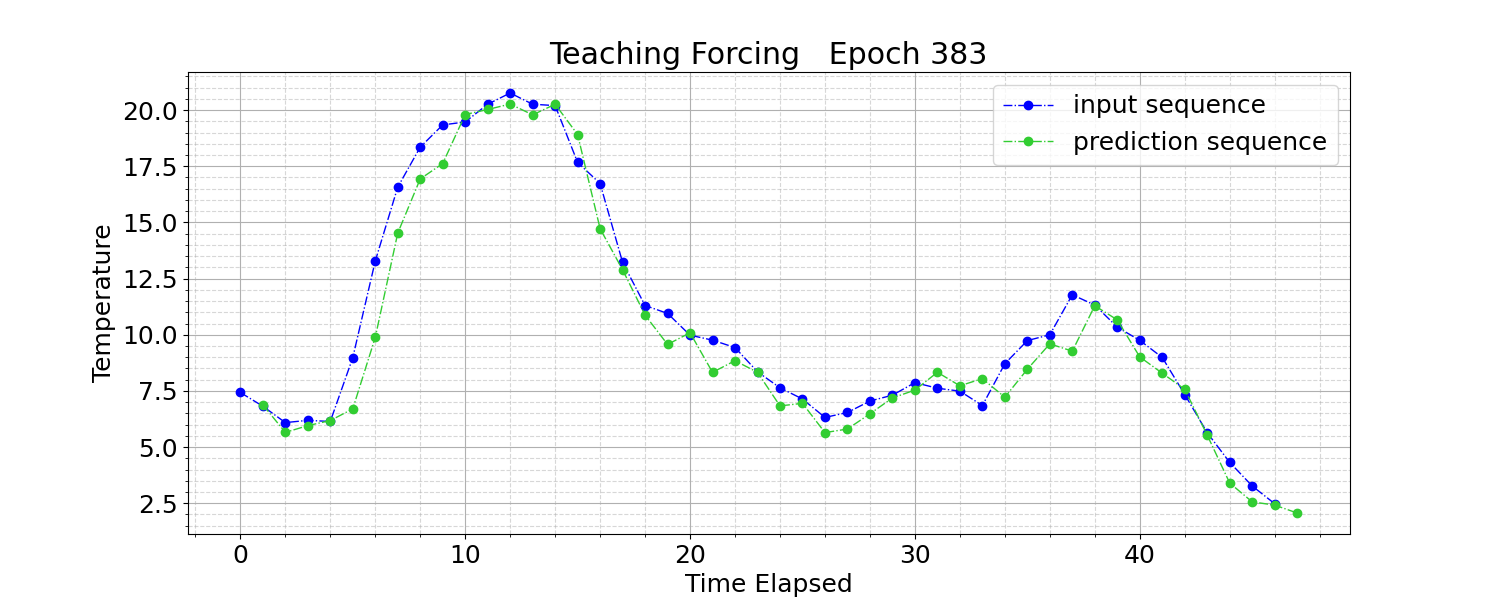 Teaching Forcing   Epoch 383
input sequence
prediction sequence
Temperature
20.0
17.5
15.0
12.5
10.0
7.5
5.0
2.5
0 10 20 30 40
Time Elapsed